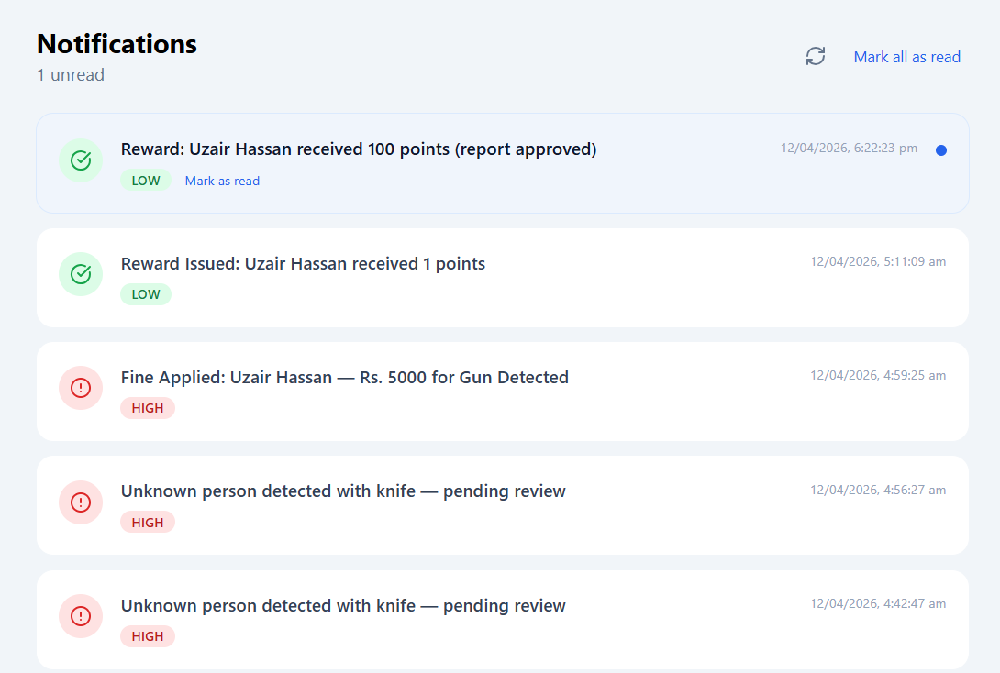 Notifications
1 unread
Mark all as read
Reward: Uzair Hassan received 100 points (report approved)
12/04/2026, 6:22:23 pm
LOW
Mark as read
Reward Issued: Uzair Hassan received 1 points
12/04/2026, 5:11:09 am
LOW
Fine Applied: Uzair Hassan — Rs. 5000 for Gun Detected
12/04/2026, 4:59:25 am
HIGH
Unknown person detected with knife — pending review
12/04/2026, 4:56:27 am
HIGH
Unknown person detected with knife — pending review
12/04/2026, 4:42:47 am
HIGH